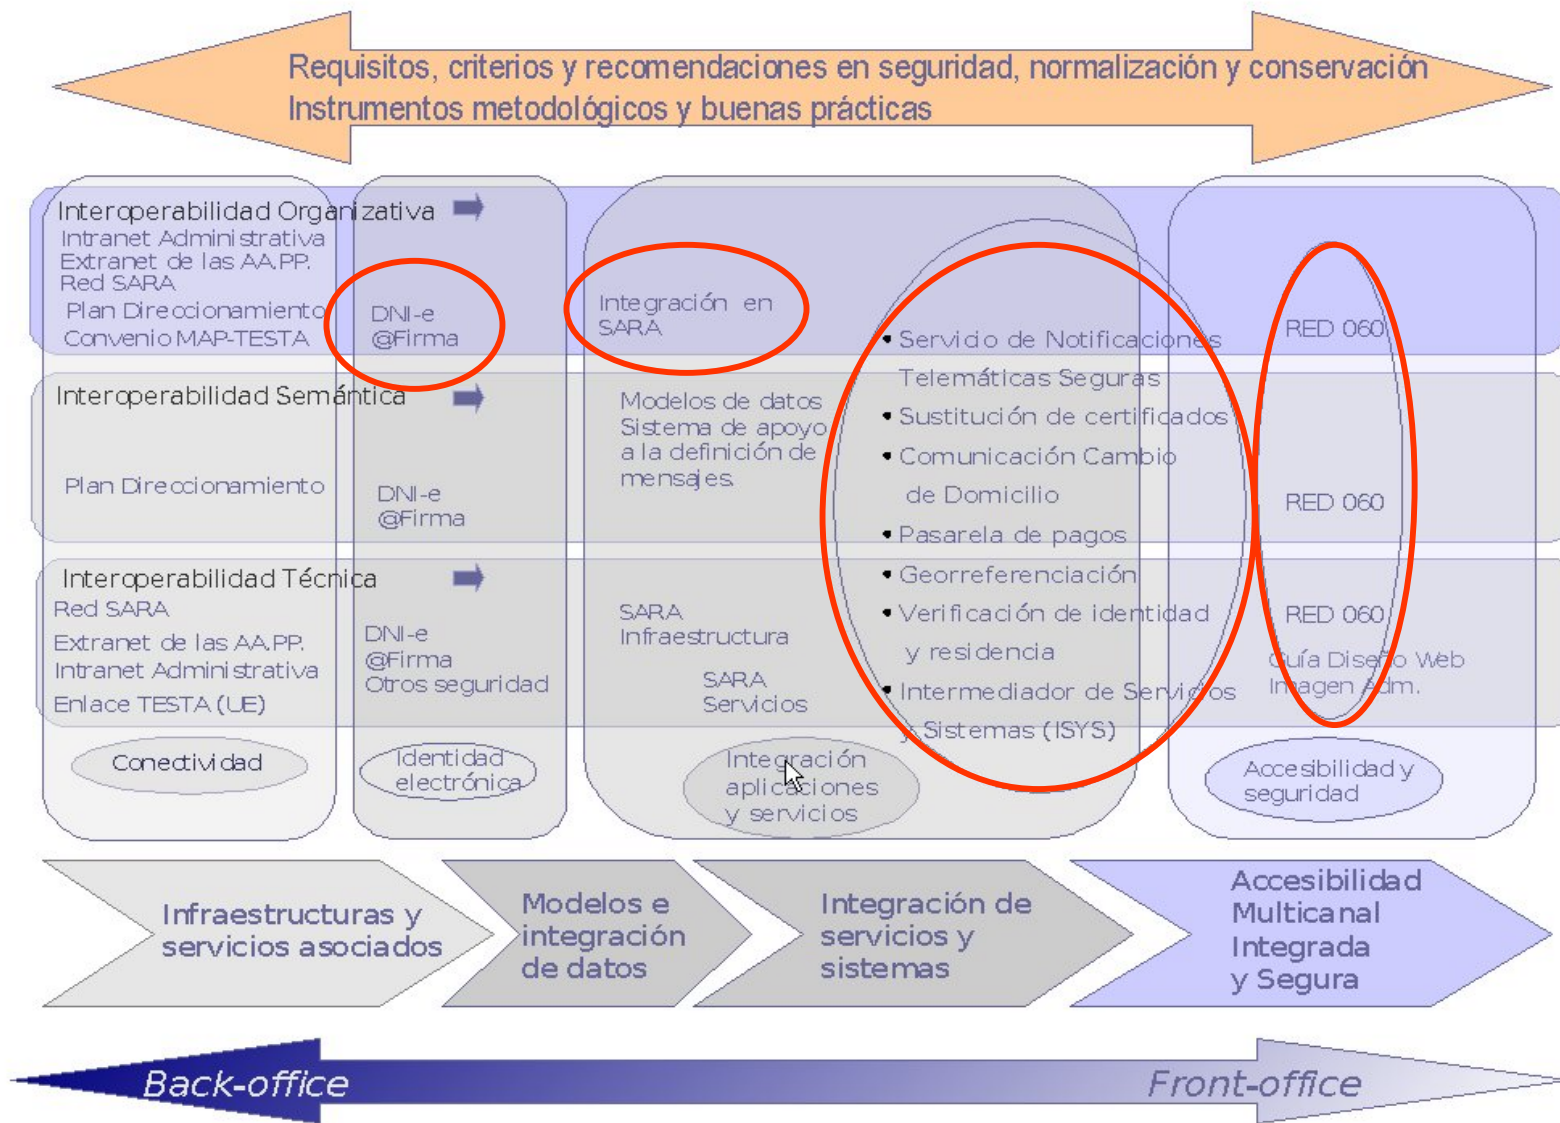 Requisitos, criterios y recomendaciones en seguridad, normalización y conservación
Instrumentos metodológicos y buenas prácticas
Interoperabilidad Organizativa
Intranet Administrativa
Extranet de las AA.PP.
Red SARA
Plan Direccionamiento
Convenio MAP-TESTA
DNI-e
@Firma
Integración en
SARA
RED 060
Interoperabilidad Semántica
Plan Direccionamiento
DNI-e
@Firma
Modelos de datos
Sistema de apoyo
a la definición de
mensajes.
RED 060
Interoperabilidad Técnica
Red SARA
Extranet de las AA.PP.
Intranet Administrativa
Enlace TESTA (UE)
DNI-e
@Firma
Otros seguridad
SARA
Infraestructura
SARA
Servicios
• Servicio de Notificaciones
Telemáticas Seguras
• Sustitución de certificados
• Comunicación Cambio
de Domicilio
• Pasarela de pagos
• Georreferenciación
• Verificación de identidad
y residencia
• Intermediador de Servicios
y Sistemas (ISYS)
RED 060
Guía Diseño Web
Imagen Adm.
Conectividad
Identidad
electrónica
Integración
aplicaciones
y servicios
Accesibilidad y
seguridad
Infraestructuras y
servicios asociados
Modelos e
integración
de datos
Integración de
servicios y
sistemas
Accesibilidad
Multicanal
Integrada
y Segura
Back-office
Front-office